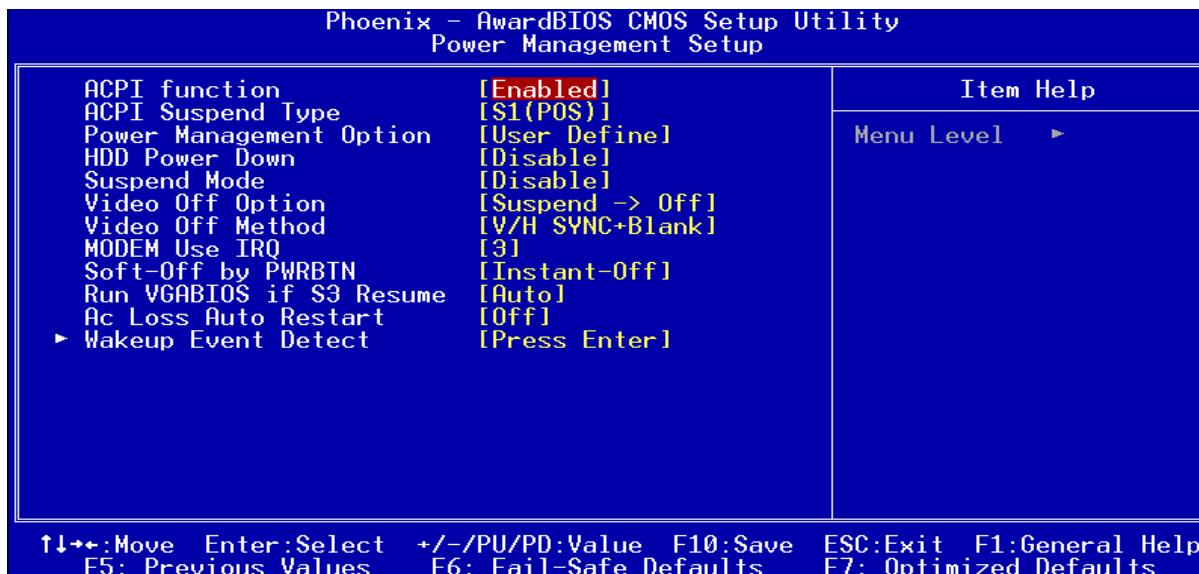 Phoenix - AwardBIOS CMOS Setup Utility
Power Management Setup
ACPI function [Enabled]
ACPI Suspend Type [S1(POS)]
Power Management Option [User Define]
HDD Power Down [Disable]
Suspend Mode [Disable]
Video Off Option [Suspend -> Off]
Video Off Method [V/H SYNC+Blank]
MODEM Use IRQ [3]
Soft-Off by PWRBTN [Instant-Off]
Run VGABIOS if S3 Resume [Auto]
Ac Loss Auto Restart [Off]
► Wakeup Event Detect [Press Enter]
Item Help
Menu Level ►
↑↓→←:Move Enter:Select +/-/PU/PD:Value F10:Save ESC:Exit F1:General Help
F5: Previous Values F6: Fail-Safe Defaults F7: Optimized Defaults